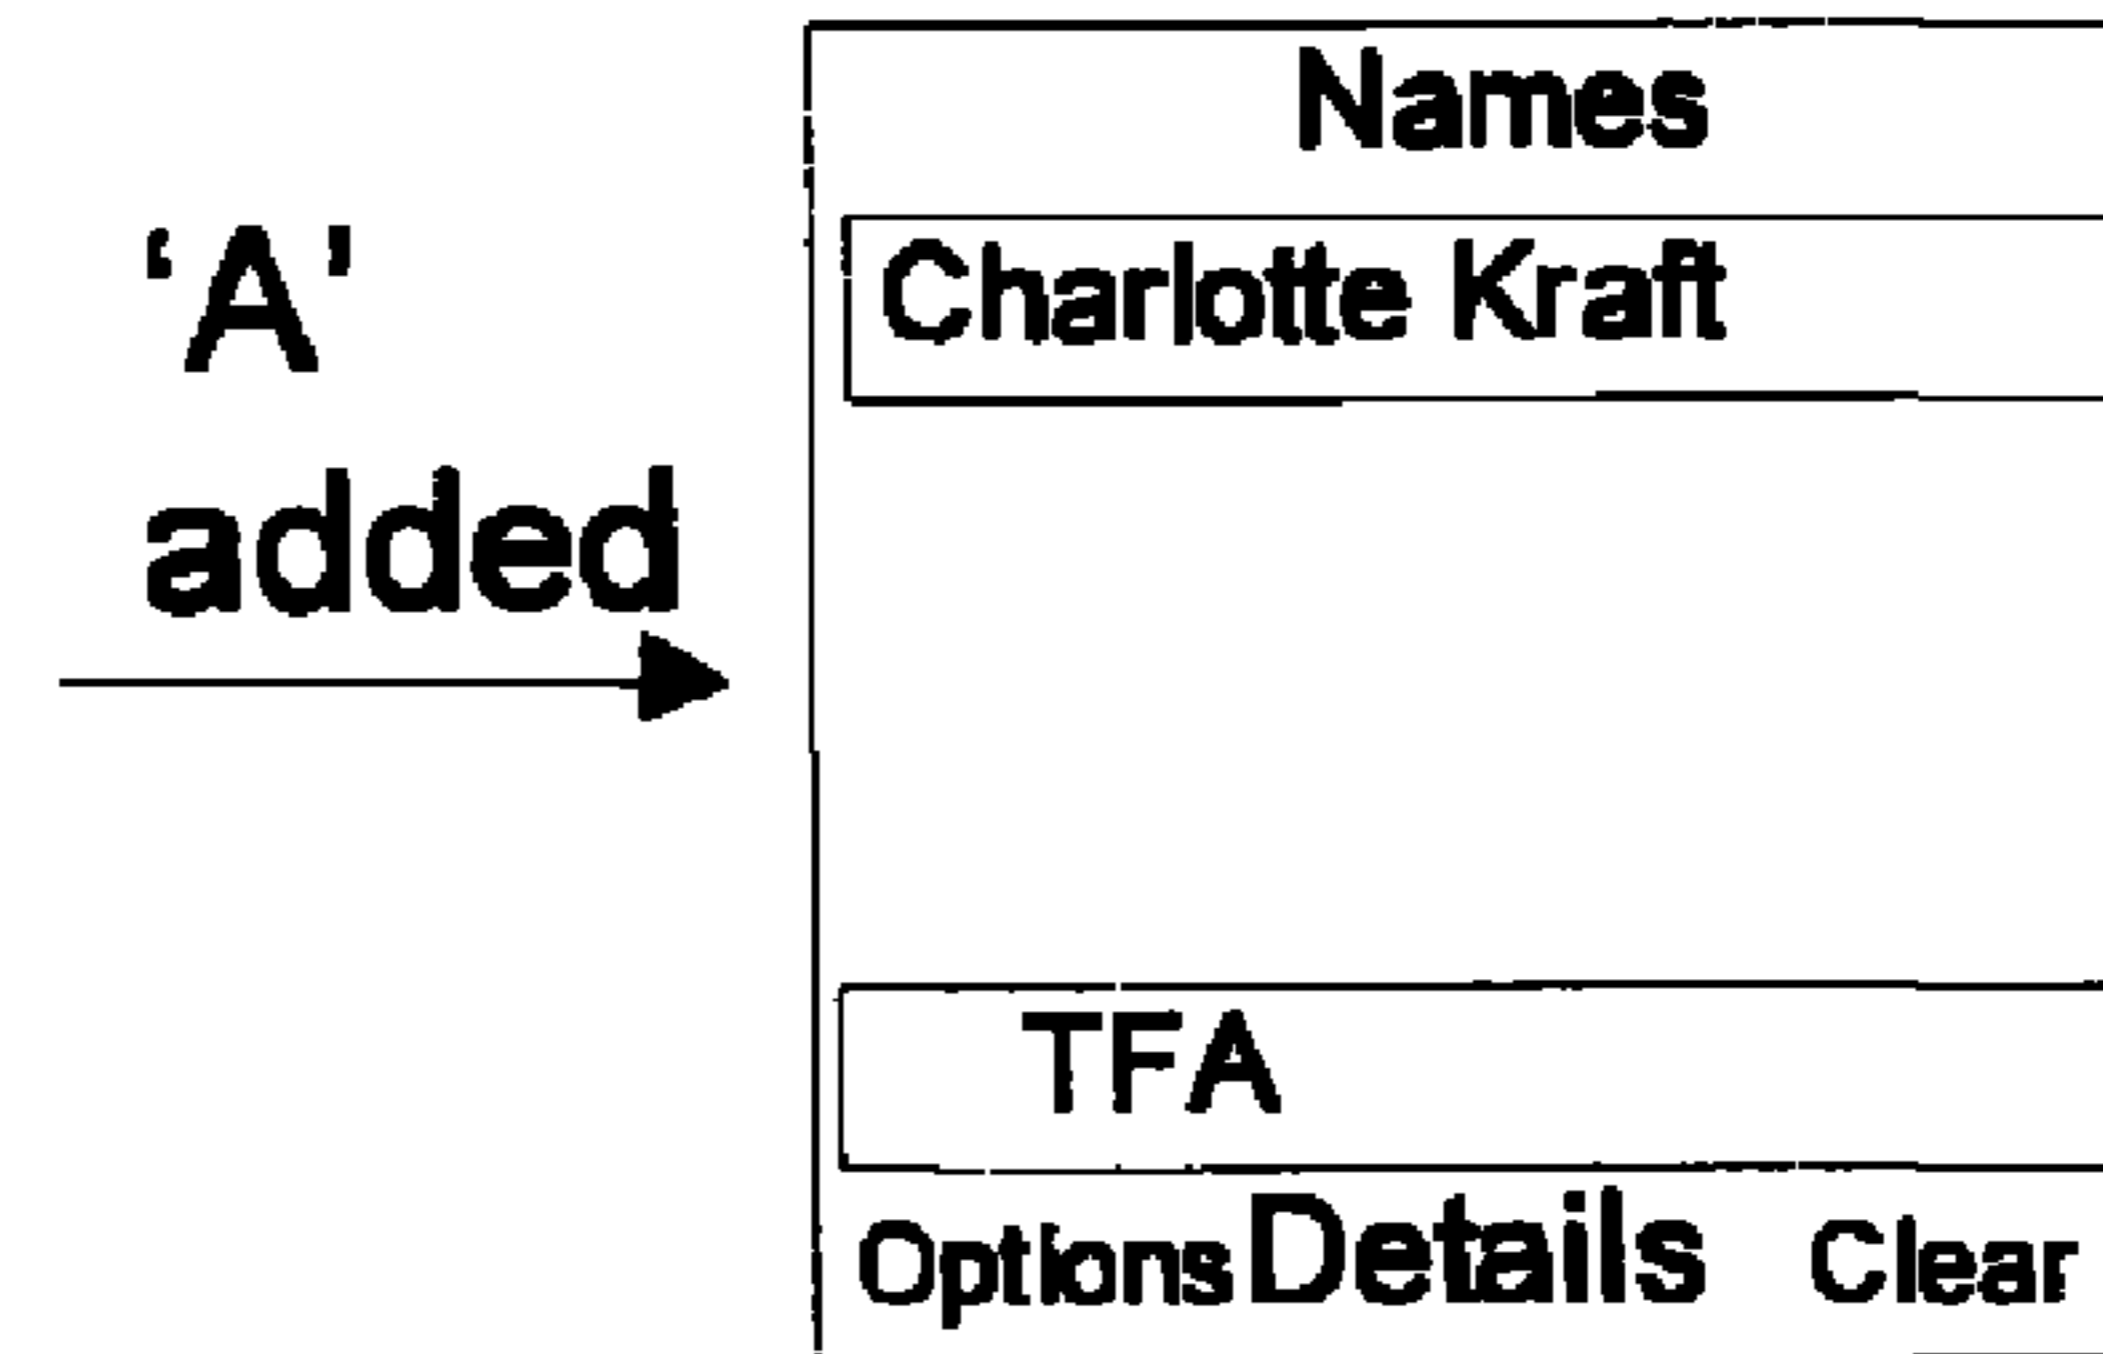 ‘A’
added
Names
Charlotte Kraft
TFA
Options Details Clear